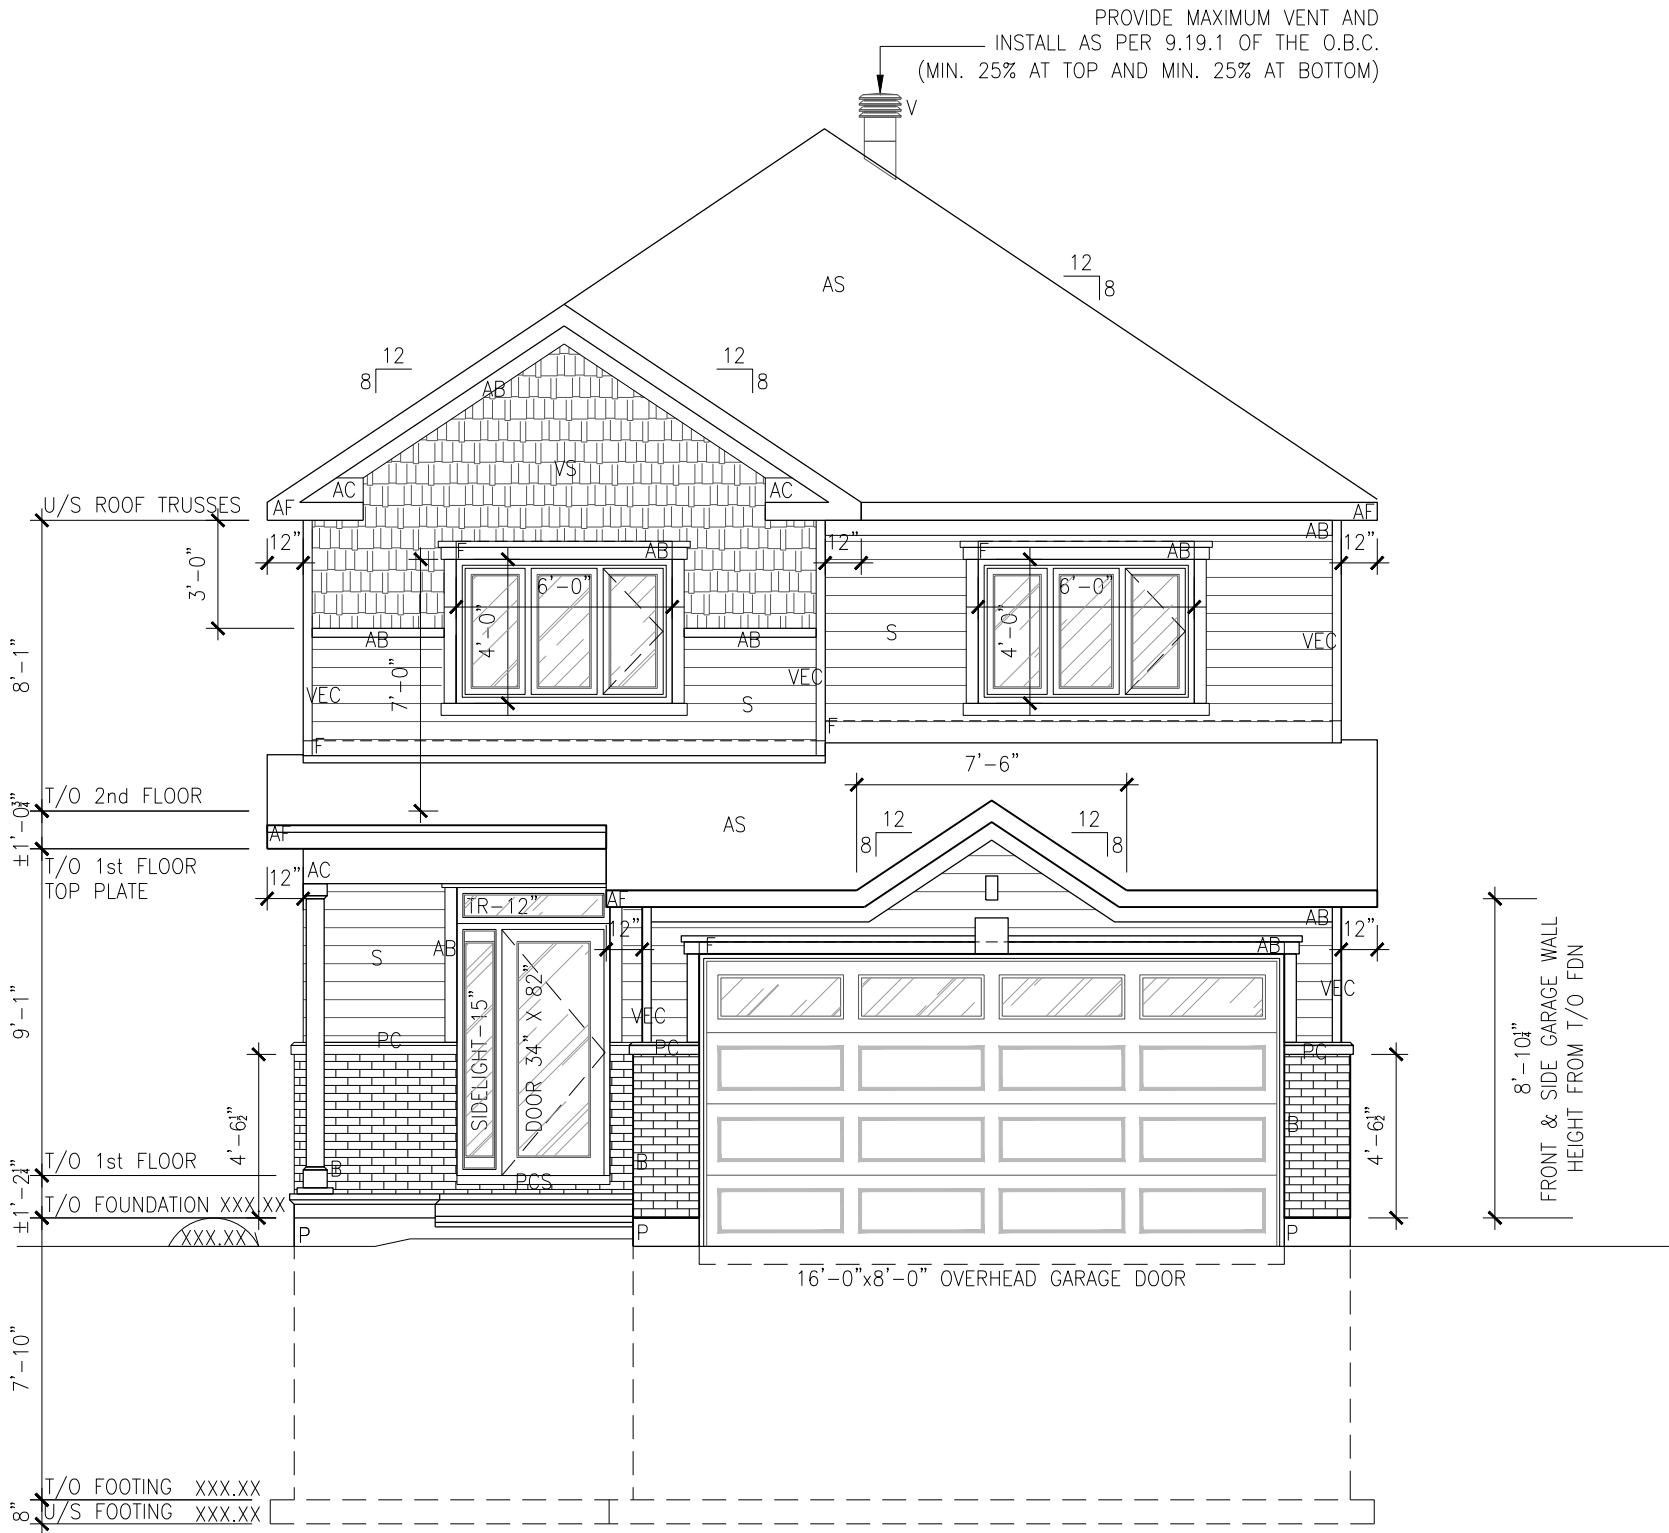 PROVIDE MAXIMUM VENT AND
INSTALL AS PER 9.19.1 OF THE O.B.C.
(MIN. 25% AT TOP AND MIN. 25% AT BOTTOM)
V
AS
12
8
12
8
12
8
AB
VS
AC
AC
U/S ROOF TRUSSES
AF
AF
12"
12"
12"
AB
3'-0"
F
AB
F
AB
6'-0"
6'-0"
4'-0"
4'-0"
AB
AB
S
VEC
8'-1"
7'-0"
VEC
VEC
S
F
F
7'-6"
T/O 2nd FLOOR
±1'-0¾"
AF
AS
12
8
12
8
T/O 1st FLOOR
TOP PLATE
AC
12"
TR-12"
AF
12"
AB
12"
AB
S
F
AB
9'-1"
SIDELIGHT-15"
DOOR 34" X 82"
VEC
VEC
PC
PC
PC
8'-10¼"
FRONT & SIDE GARAGE WALL
HEIGHT FROM T/O FDN
4'-6½"
4'-6½"
B
B
B
T/O 1st FLOOR
PCS
±1'-2¼"
T/O FOUNDATION XXX.XX
XXX.XX
P
P
P
16'-0"x8'-0" OVERHEAD GARAGE DOOR
7'-10"
T/O FOOTING XXX.XX
U/S FOOTING XXX.XX
8"